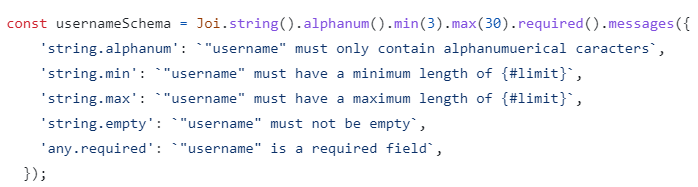 const usernameSchema = Joi.string().alphanum().min(3).max(30).required().messages({
'string.alphanum': `"username" must only contain alphanumuerical caracters`,
'string.min': `"username" must have a minimum length of {#limit}`,
'string.max': `"username" must have a maximum length of {#limit}`,
'string.empty': `"username" must not be empty`,
'any.required': `"username" is a required field`,
});